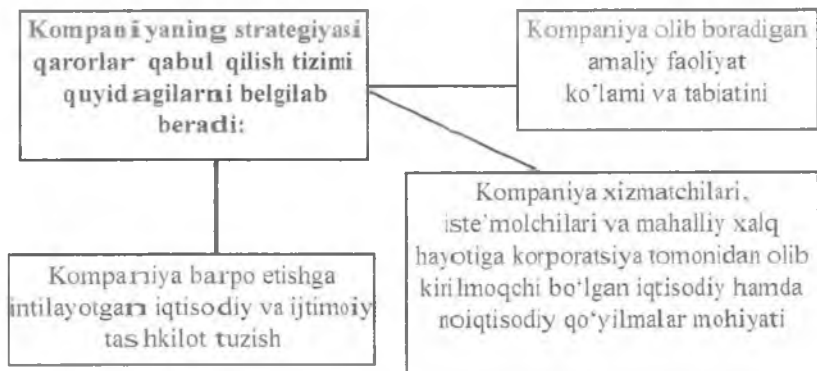 Kompaniyaning strategiyasi
qarorlar qabul qilish tizimi
quyidagilarni belgilab
beradi:
Kompaniya olib boradigan
amaliy faoliyat
ko'lami va tabiatini
Kompaniya xizmatchilari,
iste'molchilari va mahalliy xalq
hayotiga korporatsiya tomonidan olib
kirilmoqchi bo‘lgan iqtisodiy hamda
noiqtisodiy qo‘yilmalar mohiyati
Kompaniya barpo etishga
intilayotgan iqtisodiy va ijtimoiy
tashkilot tuzish